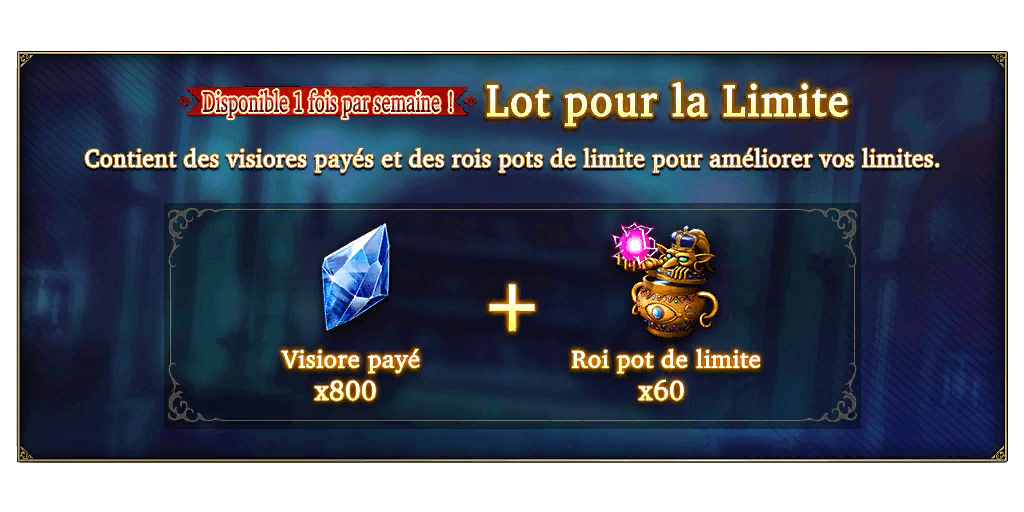 Disponible 1 fois par semaine ! Lot pour la Limite
Contient des visiores payés et des rois pots de limite pour améliorer vos limites.
+
Visiore payé Roi pot de limite
x800 x60